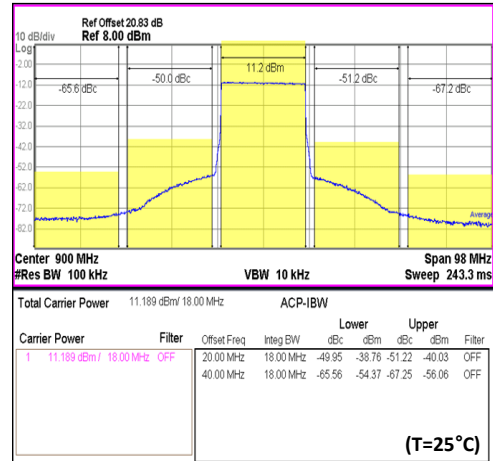 Ref Offset 20.83 dB
10 dB/div Ref 8.00 dBm
Log
-2.00
11.2 dBm
-12.0 -65.6 dBc -50.0 dBc -51.2 dBc -67.2 dBc
-22.0
-32.0
-42.0
-52.0
-62.0
-72.0
Average
-82.0
Center 900 MHz Span 98 MHz
#Res BW 100 kHz VBW 10 kHz Sweep 243.3 ms
Total Carrier Power 11.189 dBm/ 18.00 MHz ACP-IBW
Lower Upper
Carrier Power Filter Offset Freq Integ BW dBc dBm dBc dBm Filter
1 11.189 dBm / 18.00 MHz OFF 20.00 MHz 18.00 MHz -49.95 -38.76 -51.22 -40.03 OFF
40.00 MHz 18.00 MHz -65.56 -54.37 -67.25 -56.06 OFF
(T=25°C)